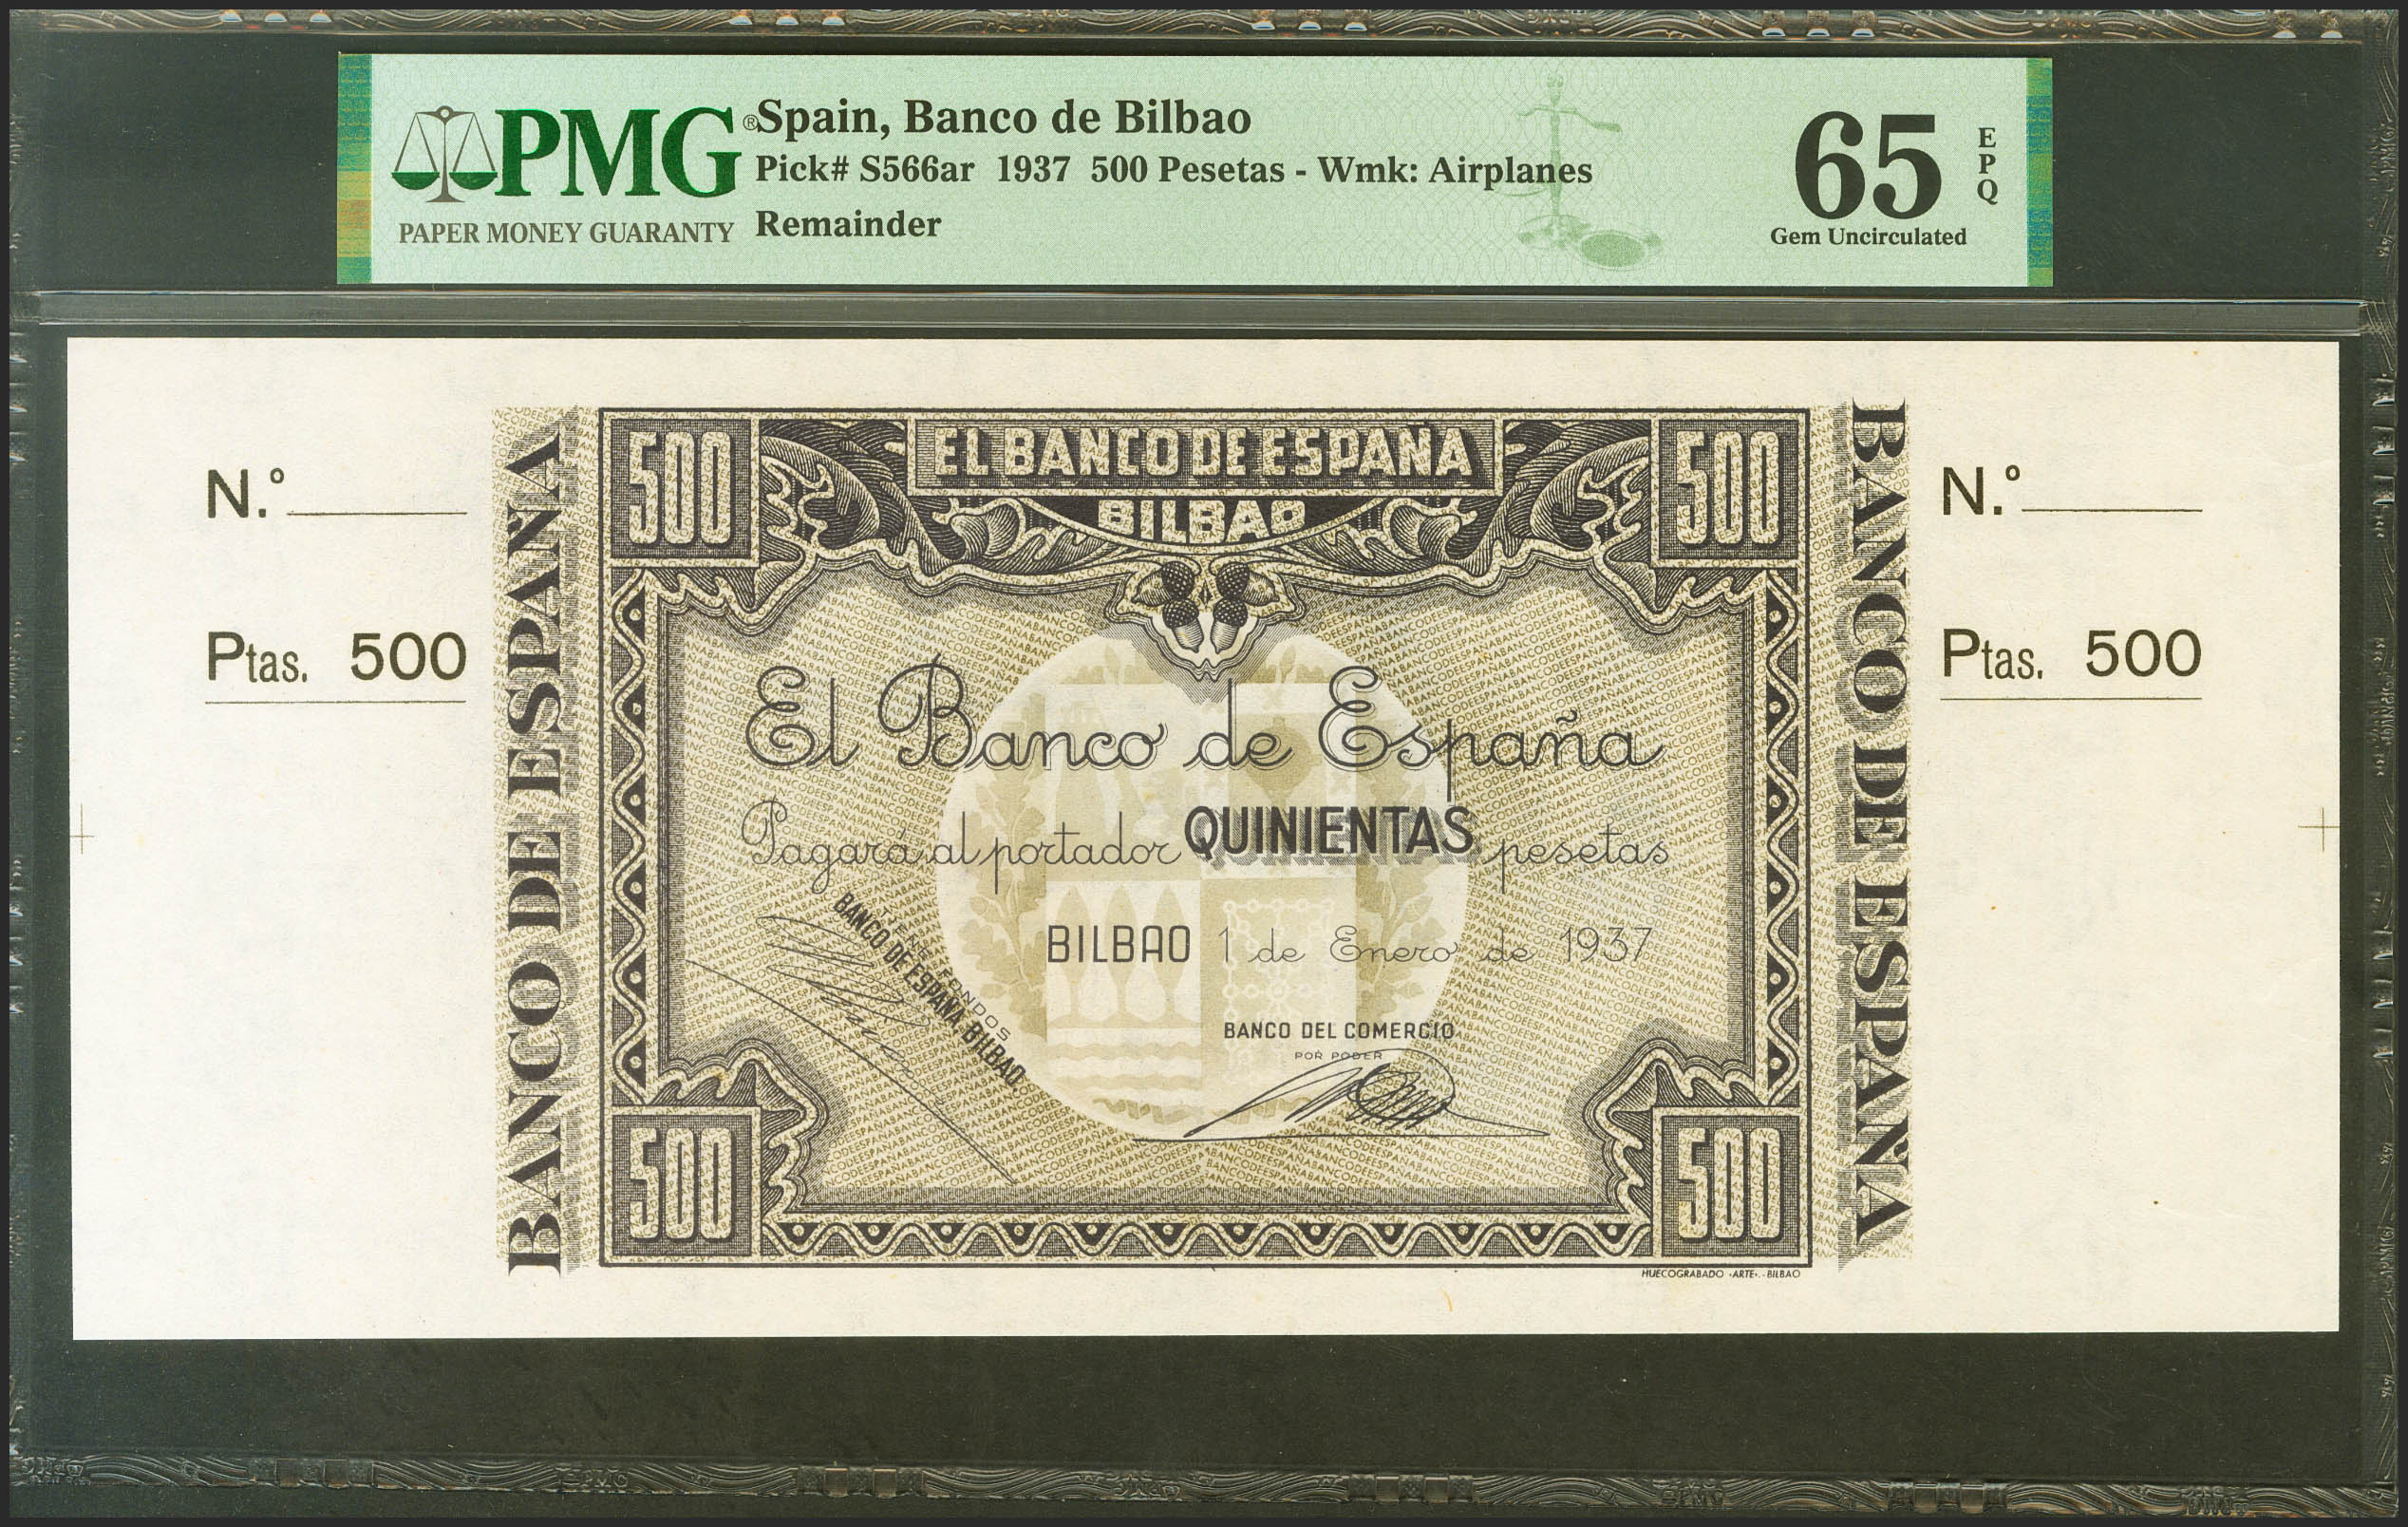 PMG®
PAPER MONEY GUARANTY
Spain, Banco de Bilbao
Pick# S566ar 1937 500 Pesetas - Wmk: Airplanes
Remainder
65 EPQ
Gem Uncirculated
N.º
Ptas. 500
BANCO DE ESPAÑA
500
EL BANCO DE ESPAÑA
BILBAO
500
El Banco de España
Pagará al portador QUINIENTAS pesetas
BILBAO 1 de Enero de 1937
TIENE FONDOS
BANCO DE ESPAÑA, BILBAO
BANCO DEL COMERCIO
POR PODER
500
500
HUECOGRABADO «ARTE».-BILBAO
BANCO DE ESPAÑA
N.º
Ptas. 500